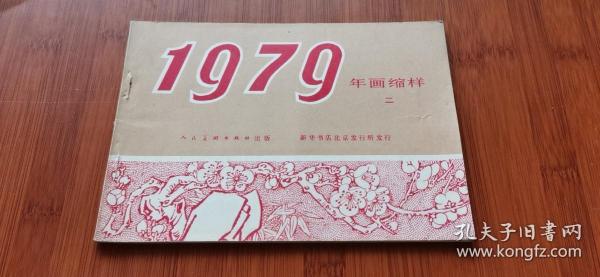 1979
年画缩样
二
人民美术出版社出版 新华书店北京发行所发行
孔夫子旧书网
www.kongfz.com